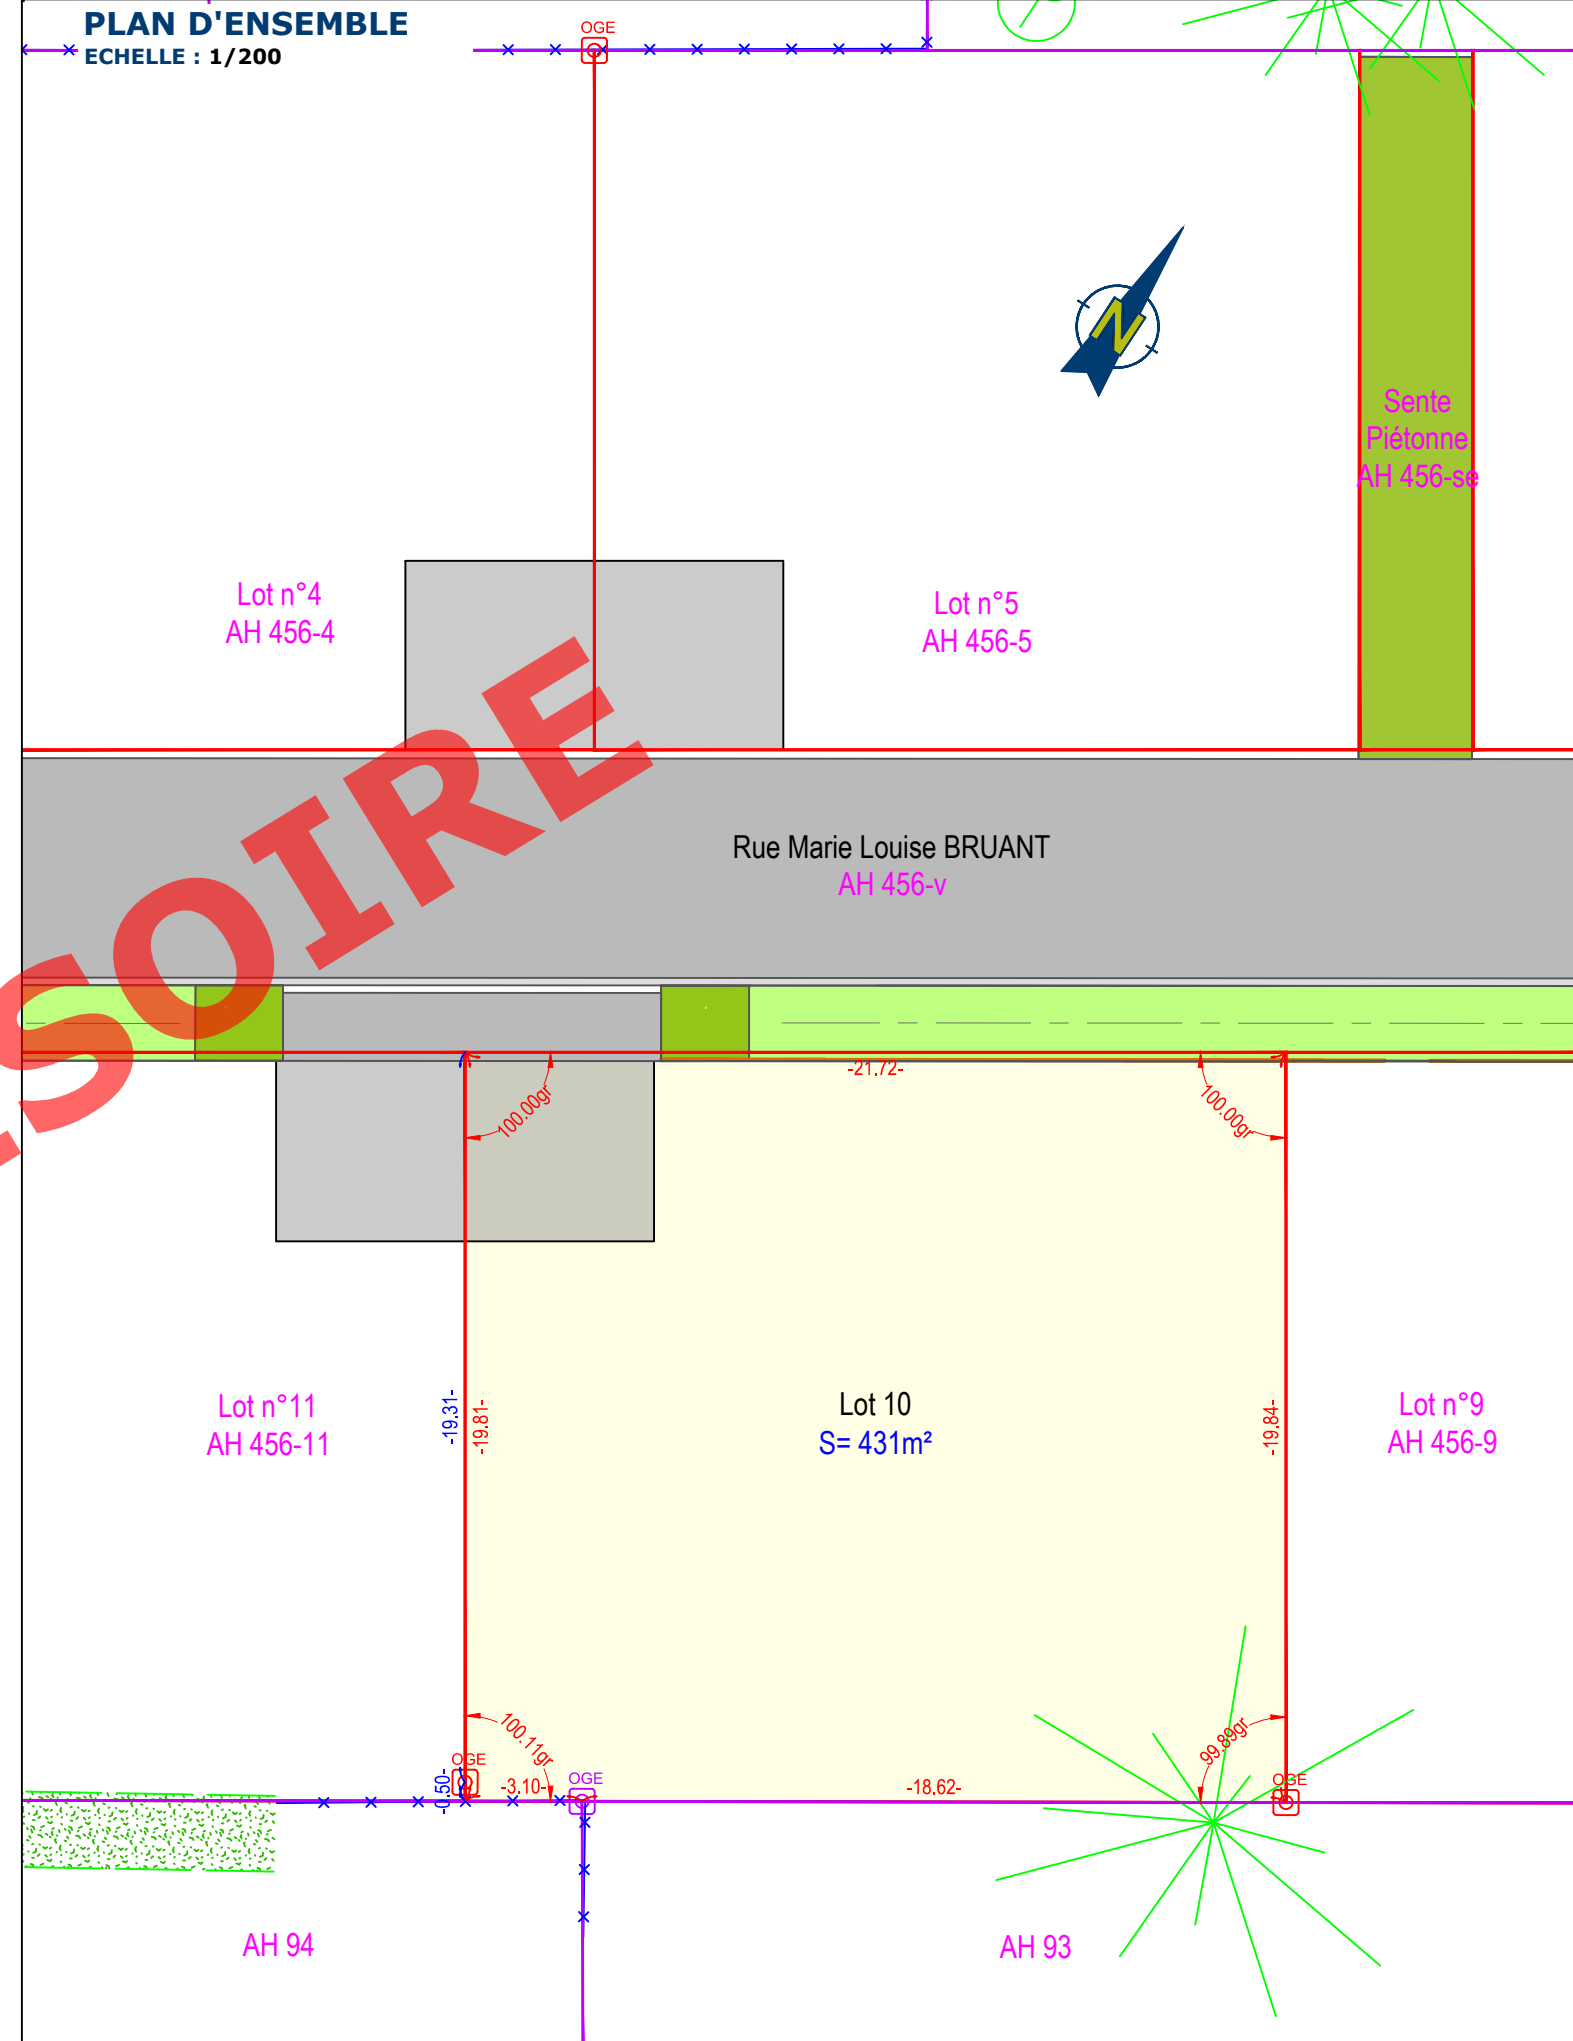 PLAN D'ENSEMBLE
ECHELLE : 1/200
OGE
N
Sente
Piétonne
AH 456-se
Lot n°4
AH 456-4
Lot n°5
AH 456-5
Rue Marie Louise BRUANT
AH 456-v
SOIRE
-21.72-
100.00gr
100.00gr
Lot n°11
AH 456-11
-19.31-
-19.81-
Lot 10
S= 431m²
-19.84-
Lot n°9
AH 456-9
100.11gr
99.89gr
OGE
-0.50-
-3.10-
OGE
-18.62-
OGE
AH 94
AH 93